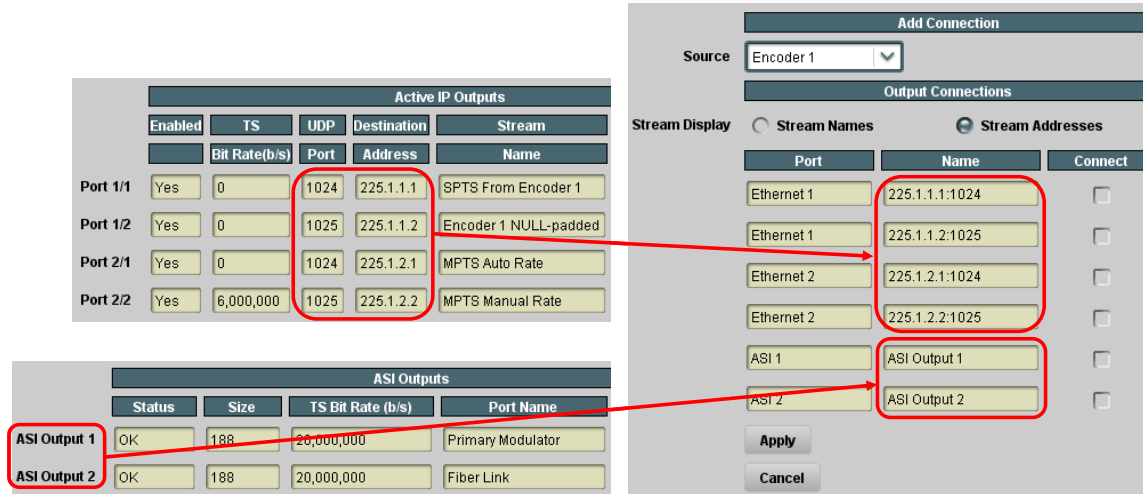 Active IP Outputs
Enabled TS UDP Destination Stream
Bit Rate(b/s) Port Address Name
Port 1/1 Yes 0 1024 225.1.1.1 SPTS From Encoder 1
Port 1/2 Yes 0 1025 225.1.1.2 Encoder 1 NULL-padded
Port 2/1 Yes 0 1024 225.1.2.1 MPTS Auto Rate
Port 2/2 Yes 6,000,000 1025 225.1.2.2 MPTS Manual Rate
ASI Outputs
Status Size TS Bit Rate (b/s) Port Name
ASI Output 1 OK 188 20,000,000 Primary Modulator
ASI Output 2 OK 188 20,000,000 Fiber Link
Add Connection
Source Encoder 1
Output Connections
Stream Display Stream Names Stream Addresses
Port Name Connect
Ethernet 1 225.1.1.1:1024
Ethernet 1 225.1.1.2:1025
Ethernet 2 225.1.2.1:1024
Ethernet 2 225.1.2.2:1025
ASI 1 ASI Output 1
ASI 2 ASI Output 2
Apply
Cancel